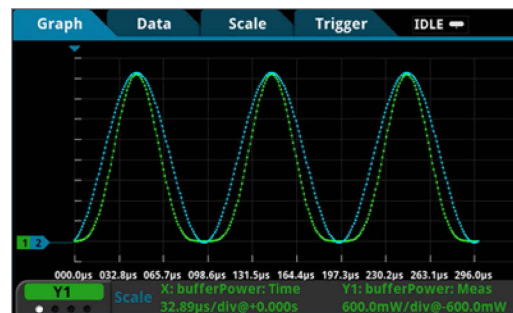 Graph Data Scale Trigger IDLE
1 2
000.0µs 032.8µs 065.7µs 098.6µs 131.5µs 164.4µs 197.3µs 230.2µs 263.1µs 296.0µs
Y1 Scale X: bufferPower: Time Y1: bufferPower: Meas
32.89µs/div@+0.000s 600.0mW/div@-600.0mW